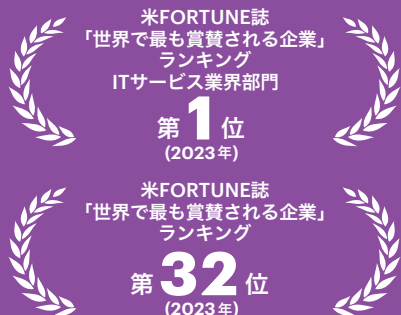 米FORTUNE誌
「世界で最も賞賛される企業」
ランキング
ITサービス業界部門
第1位
(2023年)
米FORTUNE誌
「世界で最も賞賛される企業」
ランキング
第32位
(2023年)